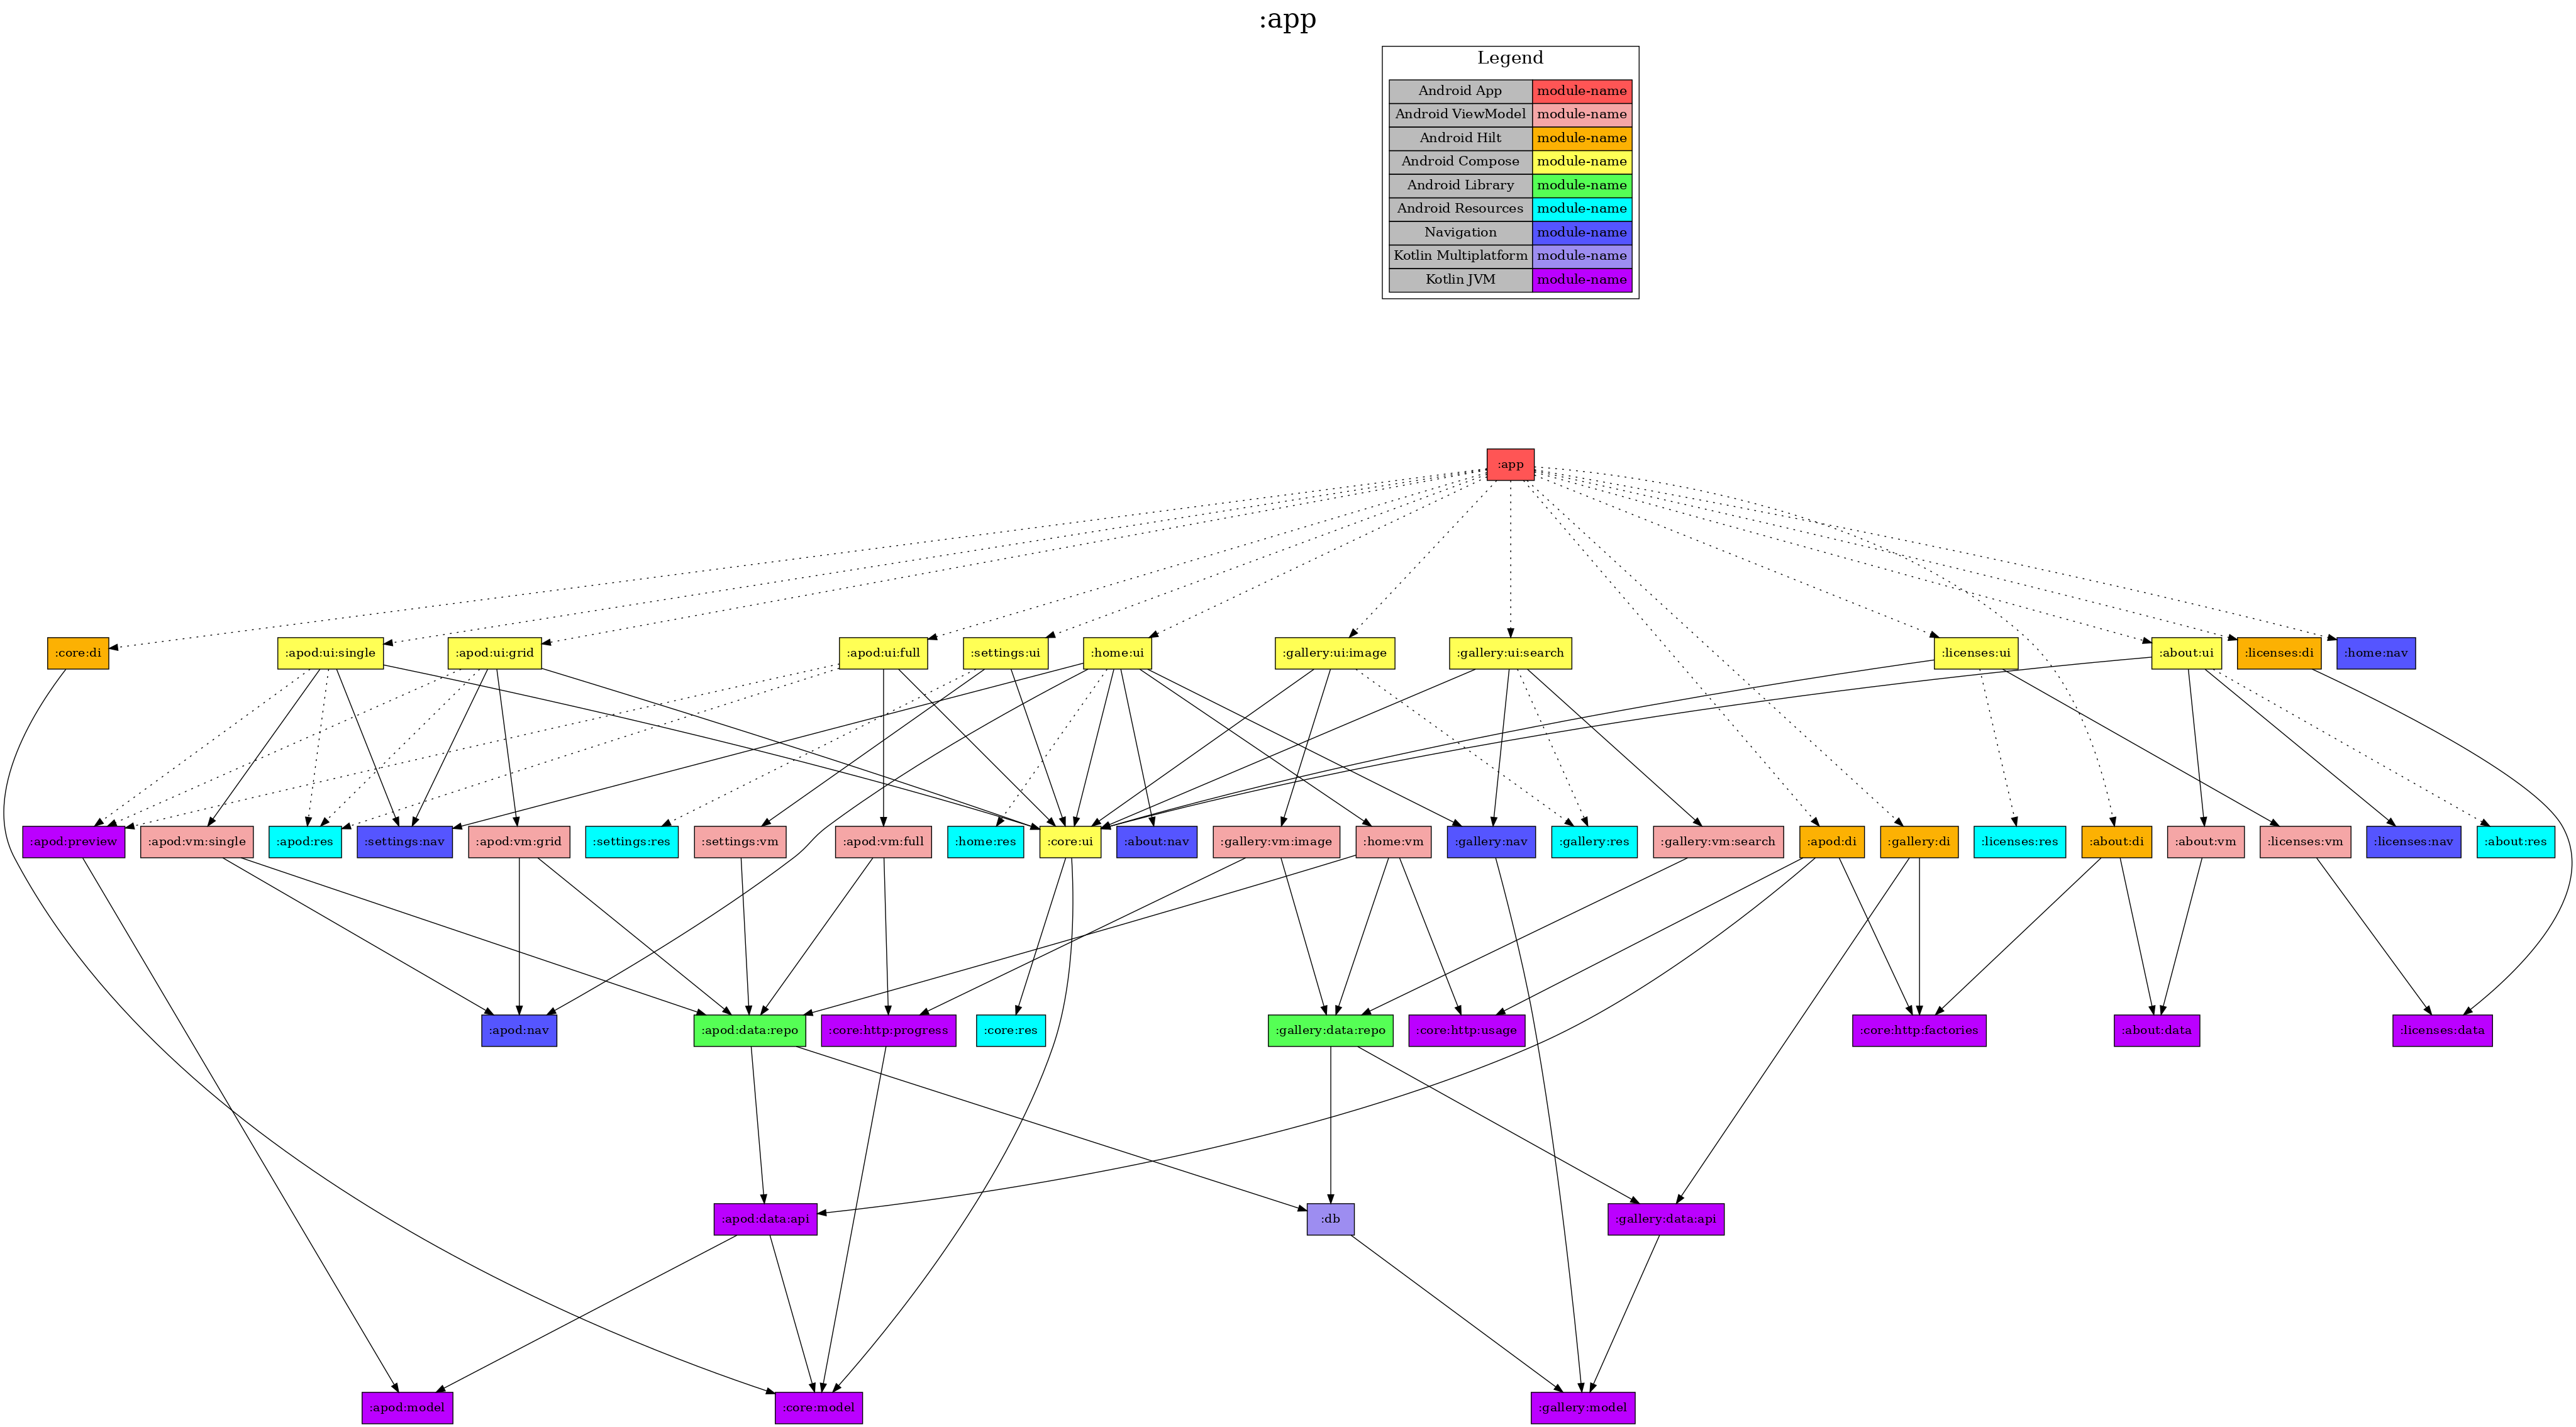 :app
Legend
Android App module-name
Android ViewModel module-name
Android Hilt module-name
Android Compose module-name
Android Library module-name
Android Resources module-name
Navigation module-name
Kotlin Multiplatform module-name
Kotlin JVM module-name
:app
:core:di
:apod:ui:single
:apod:ui:grid
:apod:ui:full
:settings:ui
:home:ui
:gallery:ui:image
:gallery:ui:search
:licenses:ui
:about:ui
:licenses:di
:home:nav
:apod:preview
:apod:vm:single
:apod:res
:settings:nav
:apod:vm:grid
:settings:res
:settings:vm
:apod:vm:full
:home:res
:core:ui
:about:nav
:gallery:vm:image
:home:vm
:gallery:nav
:gallery:res
:gallery:vm:search
:apod:di
:gallery:di
:licenses:res
:about:di
:about:vm
:licenses:vm
:licenses:nav
:about:res
:apod:nav
:apod:data:repo
:core:http:progress
:core:res
:gallery:data:repo
:core:http:usage
:core:http:factories
:about:data
:licenses:data
:apod:data:api
:db
:gallery:data:api
:apod:model
:core:model
:gallery:model